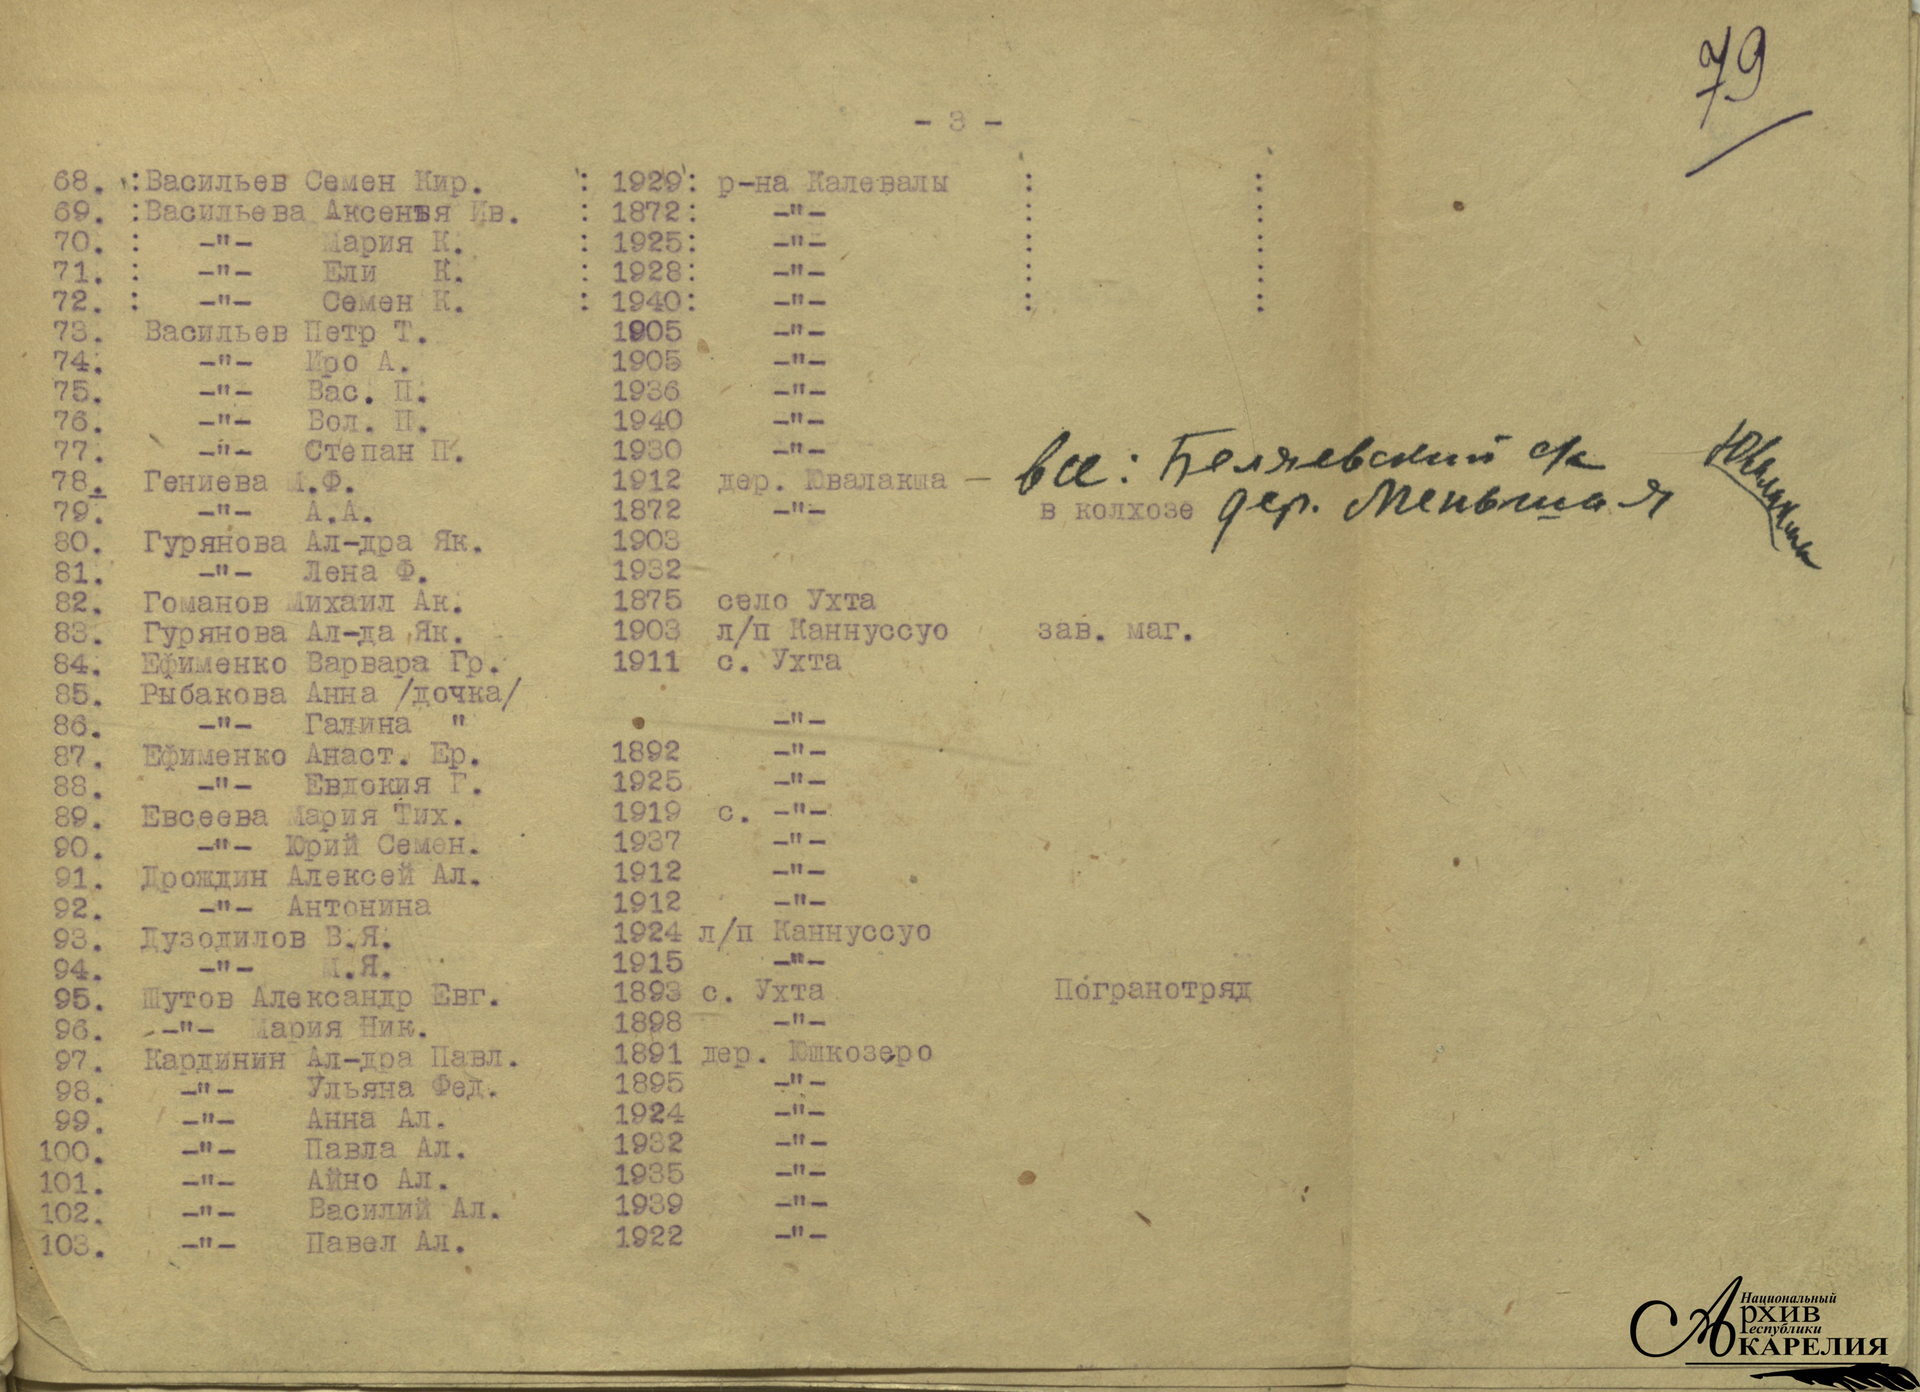 79
- 3 -
68. :Васильев Семен Кир. : 1929: р-на Калевалы : :
69. :Васильева Аксенья Ив. : 1872: -"- : :
70. : -"- Мария К. : 1925: -"- : :
71. : -"- Ели К. : 1928: -"- : :
72. : -"- Семен К. : 1940: -"- : :
73. Васильев Петр Т. 1905 -"-
74. -"- Иро А. 1905 -"-
75. -"- Вас. П. 1936 -"-
76. -"- Вол. П. 1940 -"-
77. -"- Степан П. 1930 -"-
78. Гениева М.Ф. 1912 дер. Ювалакша — все: Беляевский с/с
79. -"- А.А. 1872 -"- в колхозе дер. Меньшая Ювалакша
80. Гурянова Ал-дра Як. 1903
81. -"- Лена Ф. 1932
82. Гоманов Михаил Ак. 1875 село Ухта
83. Гурянова Ал-да Як. 1903 л/п Каннуссуо зав. маг.
84. Ефименко Варвара Гр. 1911 с. Ухта
85. Рыбакова Анна /дочка/
86. -"- Галина " -"-
87. Ефименко Анаст. Ер. 1892 -"-
88. -"- Евдокия Г. 1925 -"-
89. Евсеева Мария Тих. 1919 с. -"-
90. -"- Юрий Семен. 1937 -"-
91. Дрождин Алексей Ал. 1912 -"-
92. -"- Антонина 1912 -"-
93. Дузодилов В.Я. 1924 л/п Каннуссуо
94. -"- М.Я. 1915 -"-
95. Шутов Александр Евг. 1893 с. Ухта Погранотряд
96. -"- Мария Ник. 1898 -"-
97. Кардинин Ал-дра Павл. 1891 дер. Юшкозеро
98. -"- Ульяна Фед. 1895 -"-
99. -"- Анна Ал. 1924 -"-
100. -"- Павла Ал. 1932 -"-
101. -"- Айно Ал. 1935 -"-
102. -"- Василий Ал. 1939 -"-
103. -"- Павел Ал. 1922 -"-
Национальный
Архив
Республики
КАРЕЛИЯ